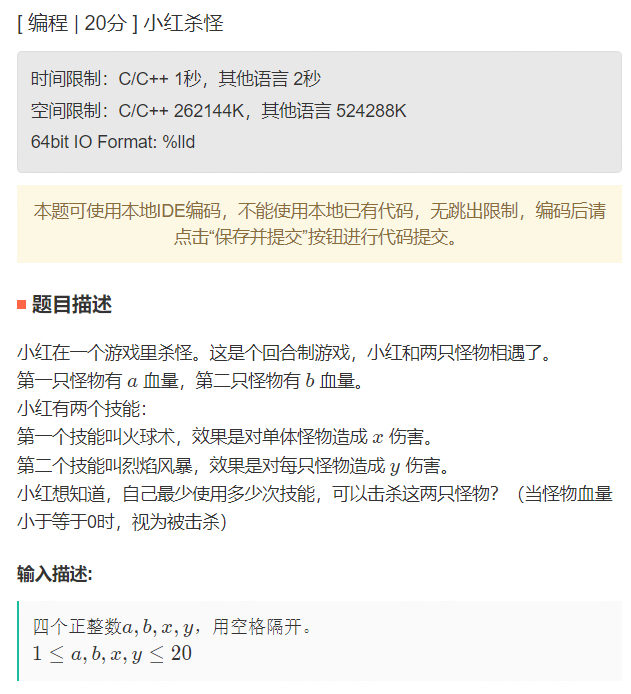 [ 编程 | 20分 ] 小红杀怪
时间限制：C/C++ 1秒，其他语言 2秒
空间限制：C/C++ 262144K，其他语言 524288K
64bit IO Format: %lld
本题可使用本地IDE编码，不能使用本地已有代码，无跳出限制，编码后请
点击“保存并提交”按钮进行代码提交。
题目描述
小红在一个游戏里杀怪。这是个回合制游戏，小红和两只怪物相遇了。
第一只怪物有 a 血量，第二只怪物有 b 血量。
小红有两个技能：
第一个技能叫火球术，效果是对单体怪物造成 x 伤害。
第二个技能叫烈焰风暴，效果是对每只怪物造成 y 伤害。
小红想知道，自己最少使用多少次技能，可以击杀这两只怪物？（当怪物血量
小于等于0时，视为被击杀）
输入描述:
四个正整数a, b, x, y，用空格隔开。
1 ≤ a, b, x, y ≤ 20